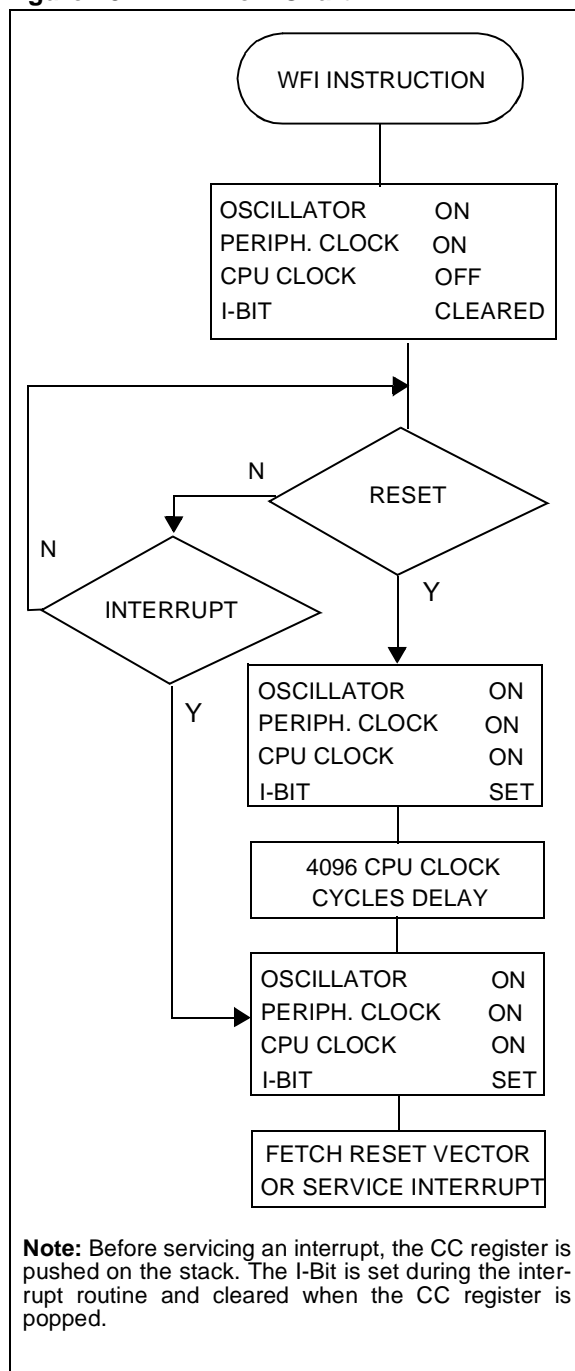 WFI INSTRUCTION
OSCILLATOR ON
PERIPH. CLOCK ON
CPU CLOCK OFF
I-BIT CLEARED
N
RESET
N
INTERRUPT
Y
Y
OSCILLATOR ON
PERIPH. CLOCK ON
CPU CLOCK ON
I-BIT SET
4096 CPU CLOCK
CYCLES DELAY
OSCILLATOR ON
PERIPH. CLOCK ON
CPU CLOCK ON
I-BIT SET
FETCH RESET VECTOR
OR SERVICE INTERRUPT
Note: Before servicing an interrupt, the CC register is
pushed on the stack. The I-Bit is set during the inter-
rupt routine and cleared when the CC register is
popped.